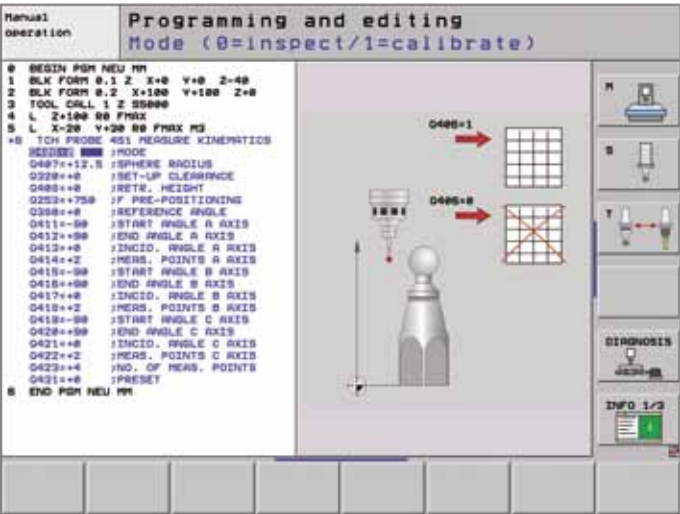 Manual operation
Programming and editing
Mode (0=inspect/1=calibrate)
0 BEGIN PGM NEU MM
1 BLK FORM 0.1 Z X+0 Y+0 Z-40
2 BLK FORM 0.2 X+100 Y+100 Z+0
3 TOOL CALL 1 Z S5000
4 L Z+100 R0 FMAX
5 L X-20 Y+30 R0 FMAX M3
TCH PROBE 451 MEASURE KINEMATICS
;MODE
Q407=+12.5 ;SPHERE RADIUS
Q320=+0 ;SET-UP CLEARANCE
Q408=+0 ;RETR. HEIGHT
Q253=+750 ;F PRE-POSITIONING
Q380=+0 ;REFERENCE ANGLE
Q411=-90 ;START ANGLE A AXIS
Q412=+90 ;END ANGLE A AXIS
Q413=+0 ;INCID. ANGLE A AXIS
Q414=+2 ;MEAS. POINTS A AXIS
Q415=-90 ;START ANGLE B AXIS
Q416=+90 ;END ANGLE B AXIS
Q417=+0 ;INCID. ANGLE B AXIS
Q418=+2 ;MEAS. POINTS B AXIS
Q419=-90 ;START ANGLE C AXIS
Q420=+90 ;END ANGLE C AXIS
Q421=+0 ;INCID. ANGLE C AXIS
Q422=+2 ;MEAS. POINTS C AXIS
Q423=+4 ;NO. OF MEAS. POINTS
Q431=+0 ;PRESET
6 END PGM NEU MM
Q406=1
Q406=0
M
S
T
DIAGNOSIS
INFO 1/3